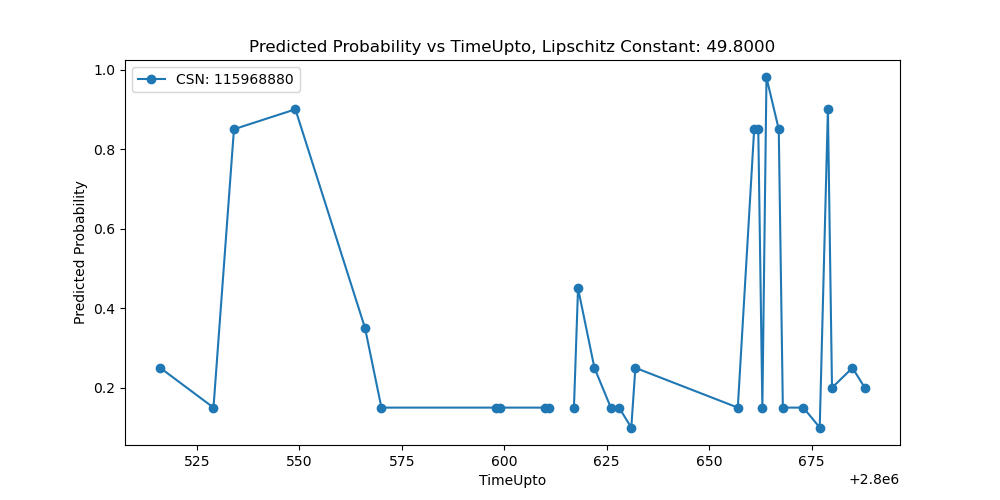 Predicted Probability vs TimeUpto, Lipschitz Constant: 49.8000
CSN: 115968880
Predicted Probability
1.0
0.8
0.6
0.4
0.2
525
550
575
600
625
650
675
+2.8e6
TimeUpto